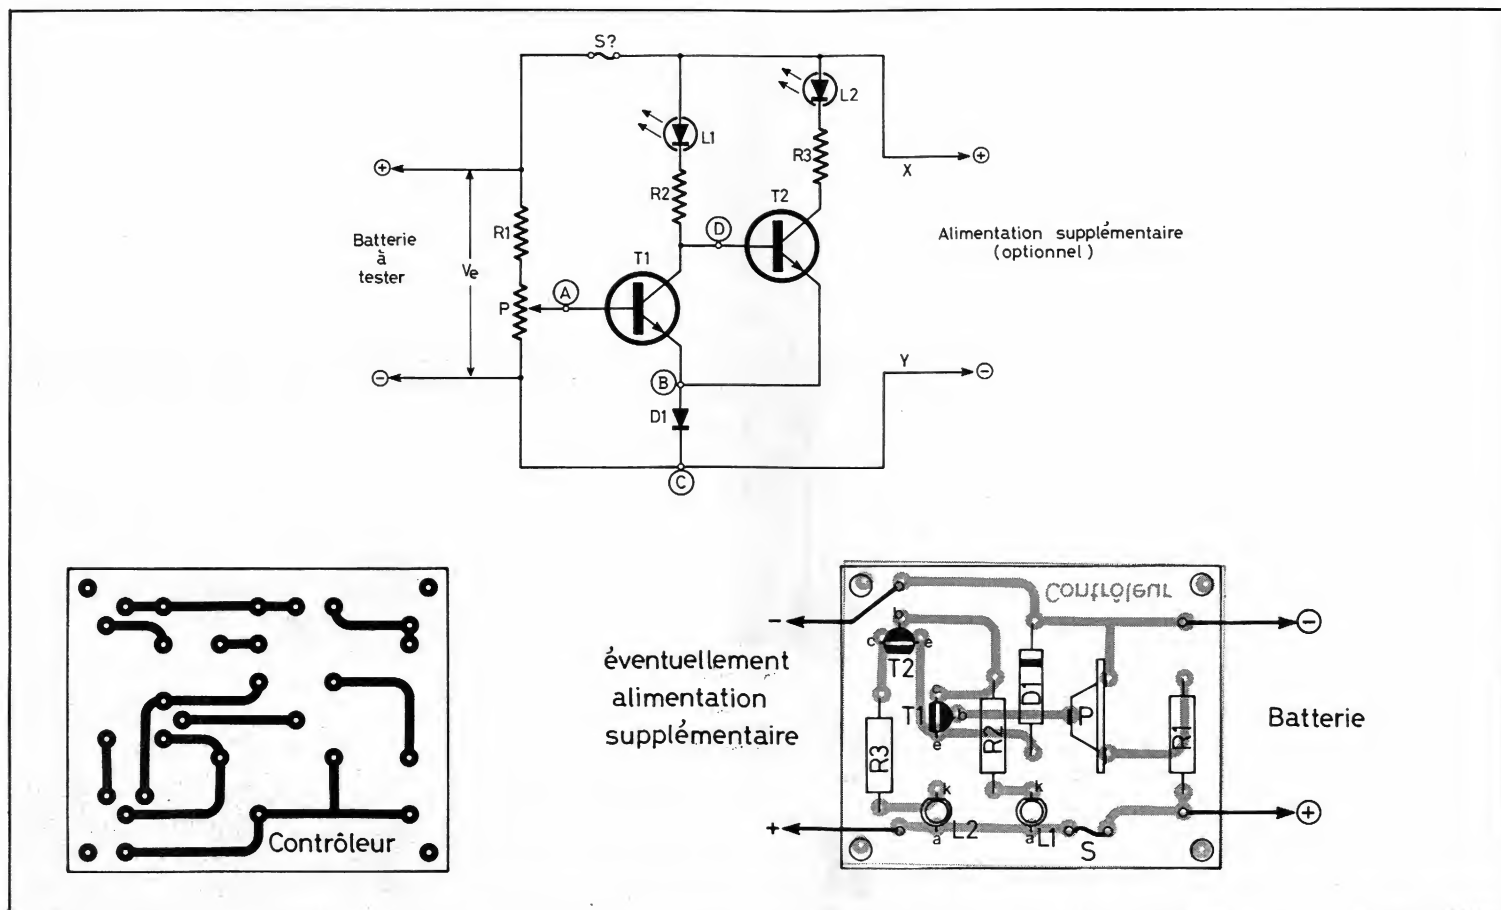 S?
L2
L1
R3
⊕
X
⊕
R2
T2
R1
Batterie
à
tester
Ve
D
T1
Alimentation supplémentaire
(optionnel)
A
P
Y
⊖
⊖
B
D1
C
Contrôleur
Contrôleur
-
b
c
e
T2
⊖
éventuellement
alimentation
supplémentaire
c
T1
b
e
D1
P
R3
R2
R1
Batterie
k
k
+
a
L2
a
L1
S
⊕